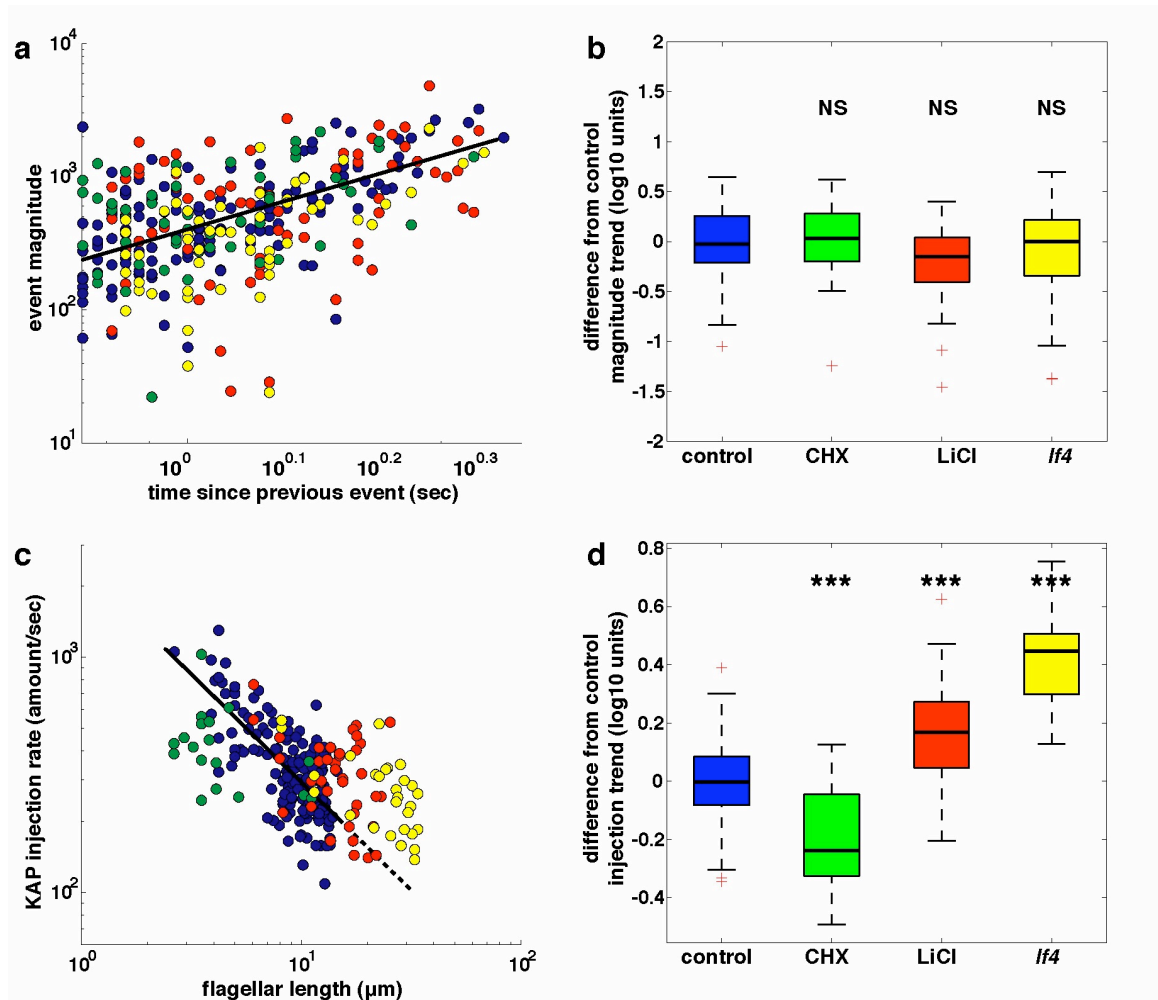 a
10^4
10^3
10^2
10^1
event magnitude
10^0
10^0.1
10^0.2
10^0.3
time since previous event (sec)
b
2
1.5
1
0.5
0
-0.5
-1
-1.5
-2
difference from control
magnitude trend (log10 units)
NS
NS
NS
control
CHX
LiCl
lf4
c
10^3
10^2
KAP injection rate (amount/sec)
10^0
10^1
10^2
flagellar length (µm)
d
0.8
0.6
0.4
0.2
0
-0.2
-0.4
difference from control
injection trend (log10 units)
***
***
***
control
CHX
LiCl
lf4